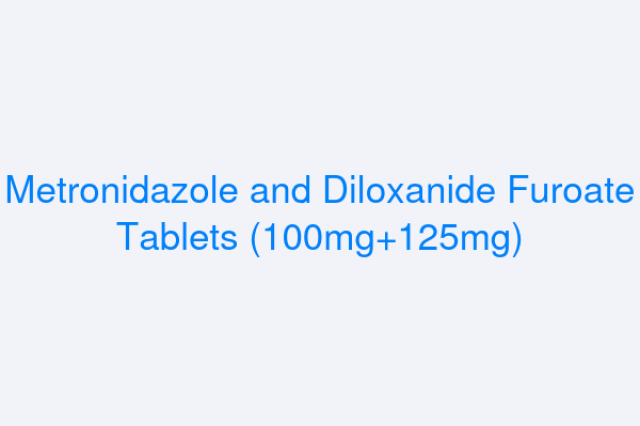 Metronidazole and Diloxanide Furoate
Tablets (100mg+125mg)